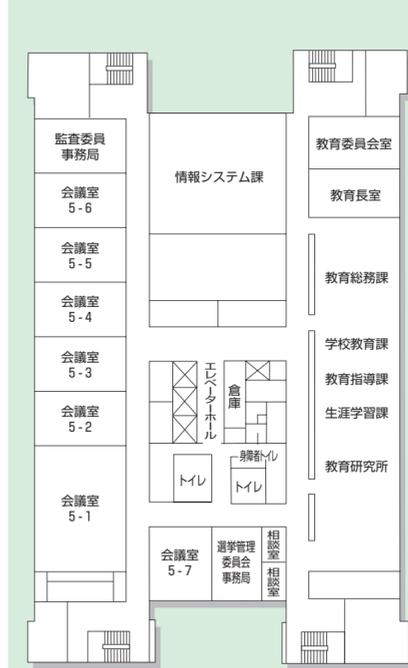 監査委員
事務局
会議室
5-6
会議室
5-5
会議室
5-4
会議室
5-3
会議室
5-2
会議室
5-1
情報システム課
エレベーターホール
倉庫
身障者トイレ
トイレ
トイレ
会議室
5-7
選挙管理
委員会
事務局
相談室
相談室
教育委員会室
教育長室
教育総務課
学校教育課
教育指導課
生涯学習課
教育研究所